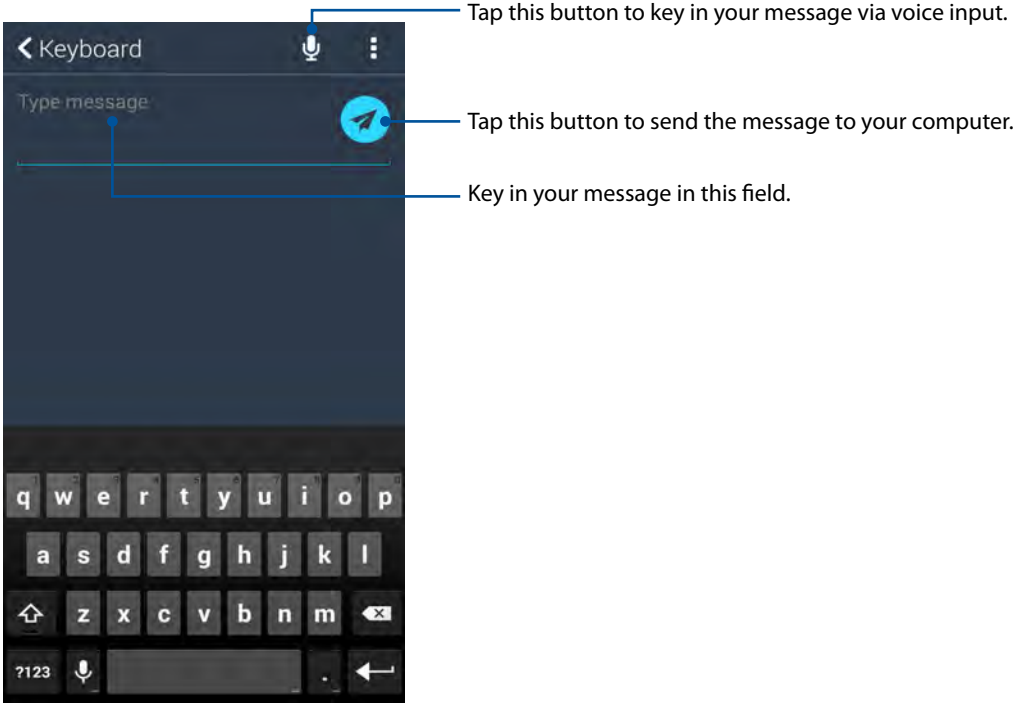 Tap this button to key in your message via voice input.
Keyboard
Type message
Tap this button to send the message to your computer.
Key in your message in this field.
q w e r t y u i o p
a s d f g h j k l
z x c v b n m
?123 .